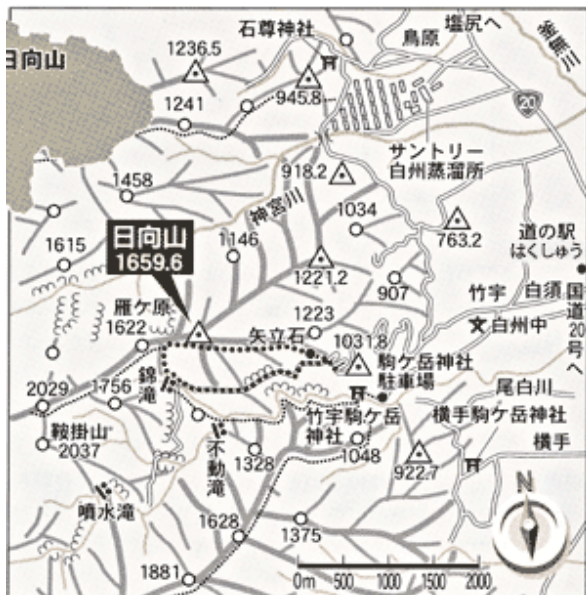 石尊神社
塩尻へ
鳥原
釜無川
日向山
1236.5
945.8
20
1241
サントリー
白州蒸溜所
918.2
1458
神宮川
1034
763.2
道の駅
はくしゅう
日向山
1659.6
1146
1615
1221.2
907
竹宇
白須
国道20号へ
雁ケ原
1622
1223
矢立石
1031.8
文白州中
駒ケ岳神社
駐車場
錦滝
尾白川
2029
1756
竹宇駒ケ岳
神社
横手駒ケ岳神社
鞍掛山
2037
不動滝
1328
1048
922.7
横手
噴水滝
N
1628
1375
1881
0m 500 1000 1500 2000